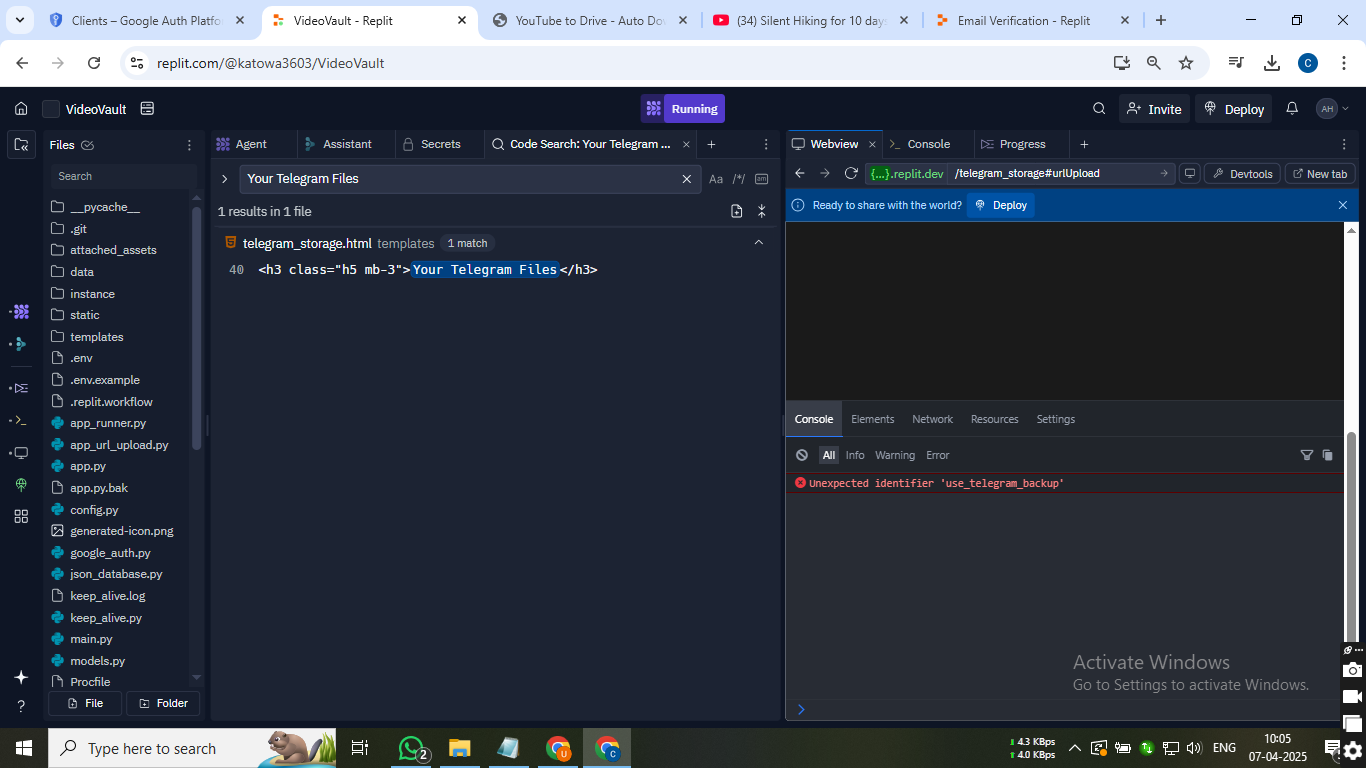 Clients – Google Auth Platfo
VideoVault - Replit
YouTube to Drive - Auto Do
(34) Silent Hiking for 10 day
Email Verification - Replit
replit.com/@katowa3603/VideoVault
C
VideoVault
Running
Invite
Deploy
AH
Files
Agent
Assistant
Secrets
Code Search: Your Telegram ...
Webview
Console
Progress
Search
Your Telegram Files
Aa
/*/
{...}.replit.dev
/telegram_storage#urlUpload
Devtools
New tab
1 results in 1 file
Ready to share with the world?
Deploy
telegram_storage.html templates 1 match
40 <h3 class="h5 mb-3">Your Telegram Files</h3>
__pycache__
.git
attached_assets
data
instance
static
templates
.env
.env.example
.replit.workflow
app_runner.py
app_url_upload.py
app.py
app.py.bak
config.py
generated-icon.png
google_auth.py
json_database.py
keep_alive.log
keep_alive.py
main.py
models.py
Procfile
File
Folder
Console
Elements
Network
Resources
Settings
All
Info
Warning
Error
Unexpected identifier 'use_telegram_backup'
Activate Windows
Go to Settings to activate Windows.
Type here to search
2
U
C
4.3 KBps
4.0 KBps
ENG
10:05
07-04-2025